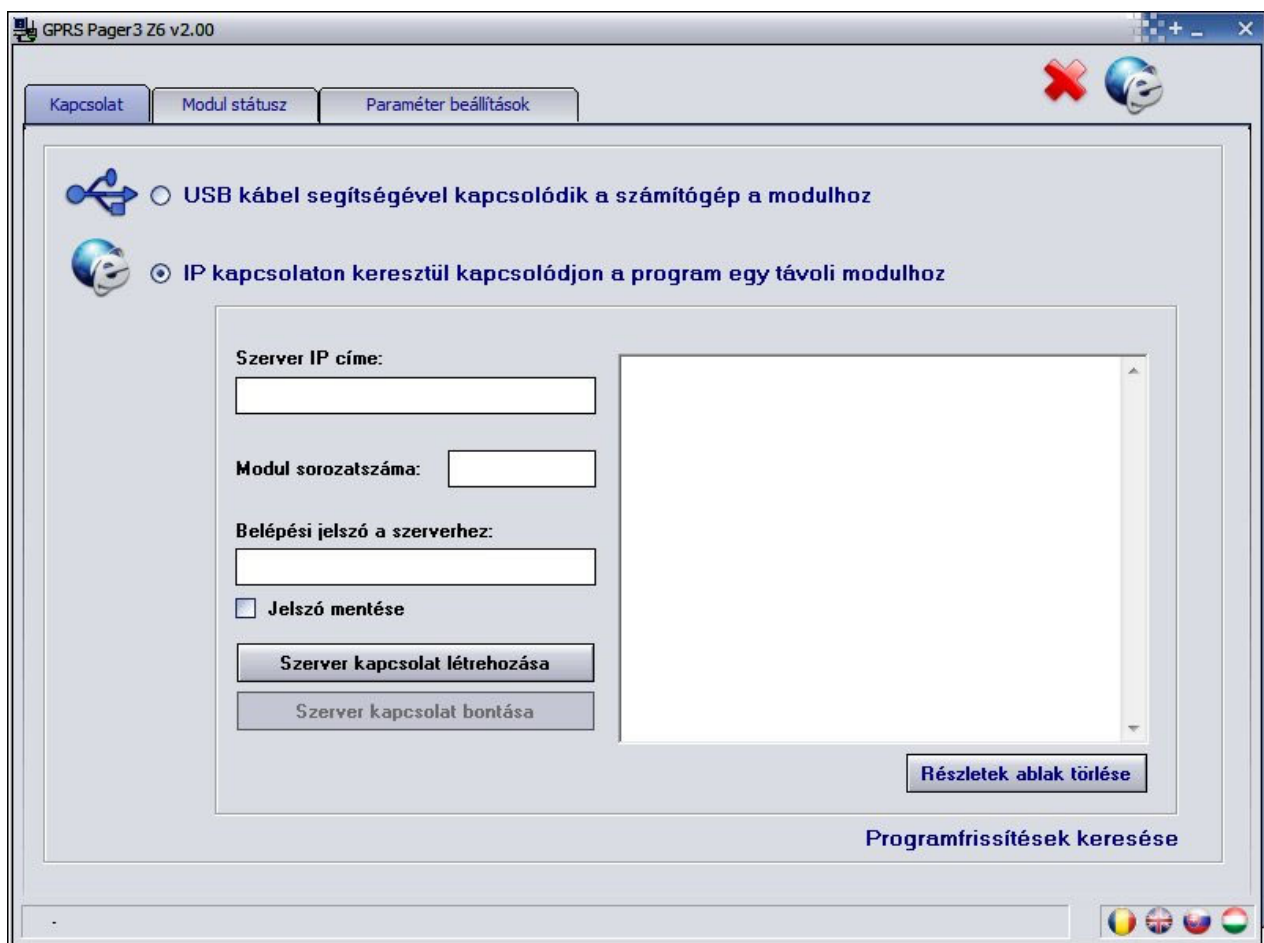 GPRS Pager3 Z6 v2.00
Kapcsolat
Modul státusz
Paraméter beállítások
USB kábel segítségével kapcsolódik a számítógép a modulhoz
IP kapcsolaton keresztül kapcsolódjon a program egy távoli modulhoz
Szerver IP címe:
Modul sorozatszáma:
Belépési jelszó a szerverhez:
Jelszó mentése
Szerver kapcsolat létrehozása
Szerver kapcsolat bontása
Részletek ablak törlése
Programfrissítések keresése
-